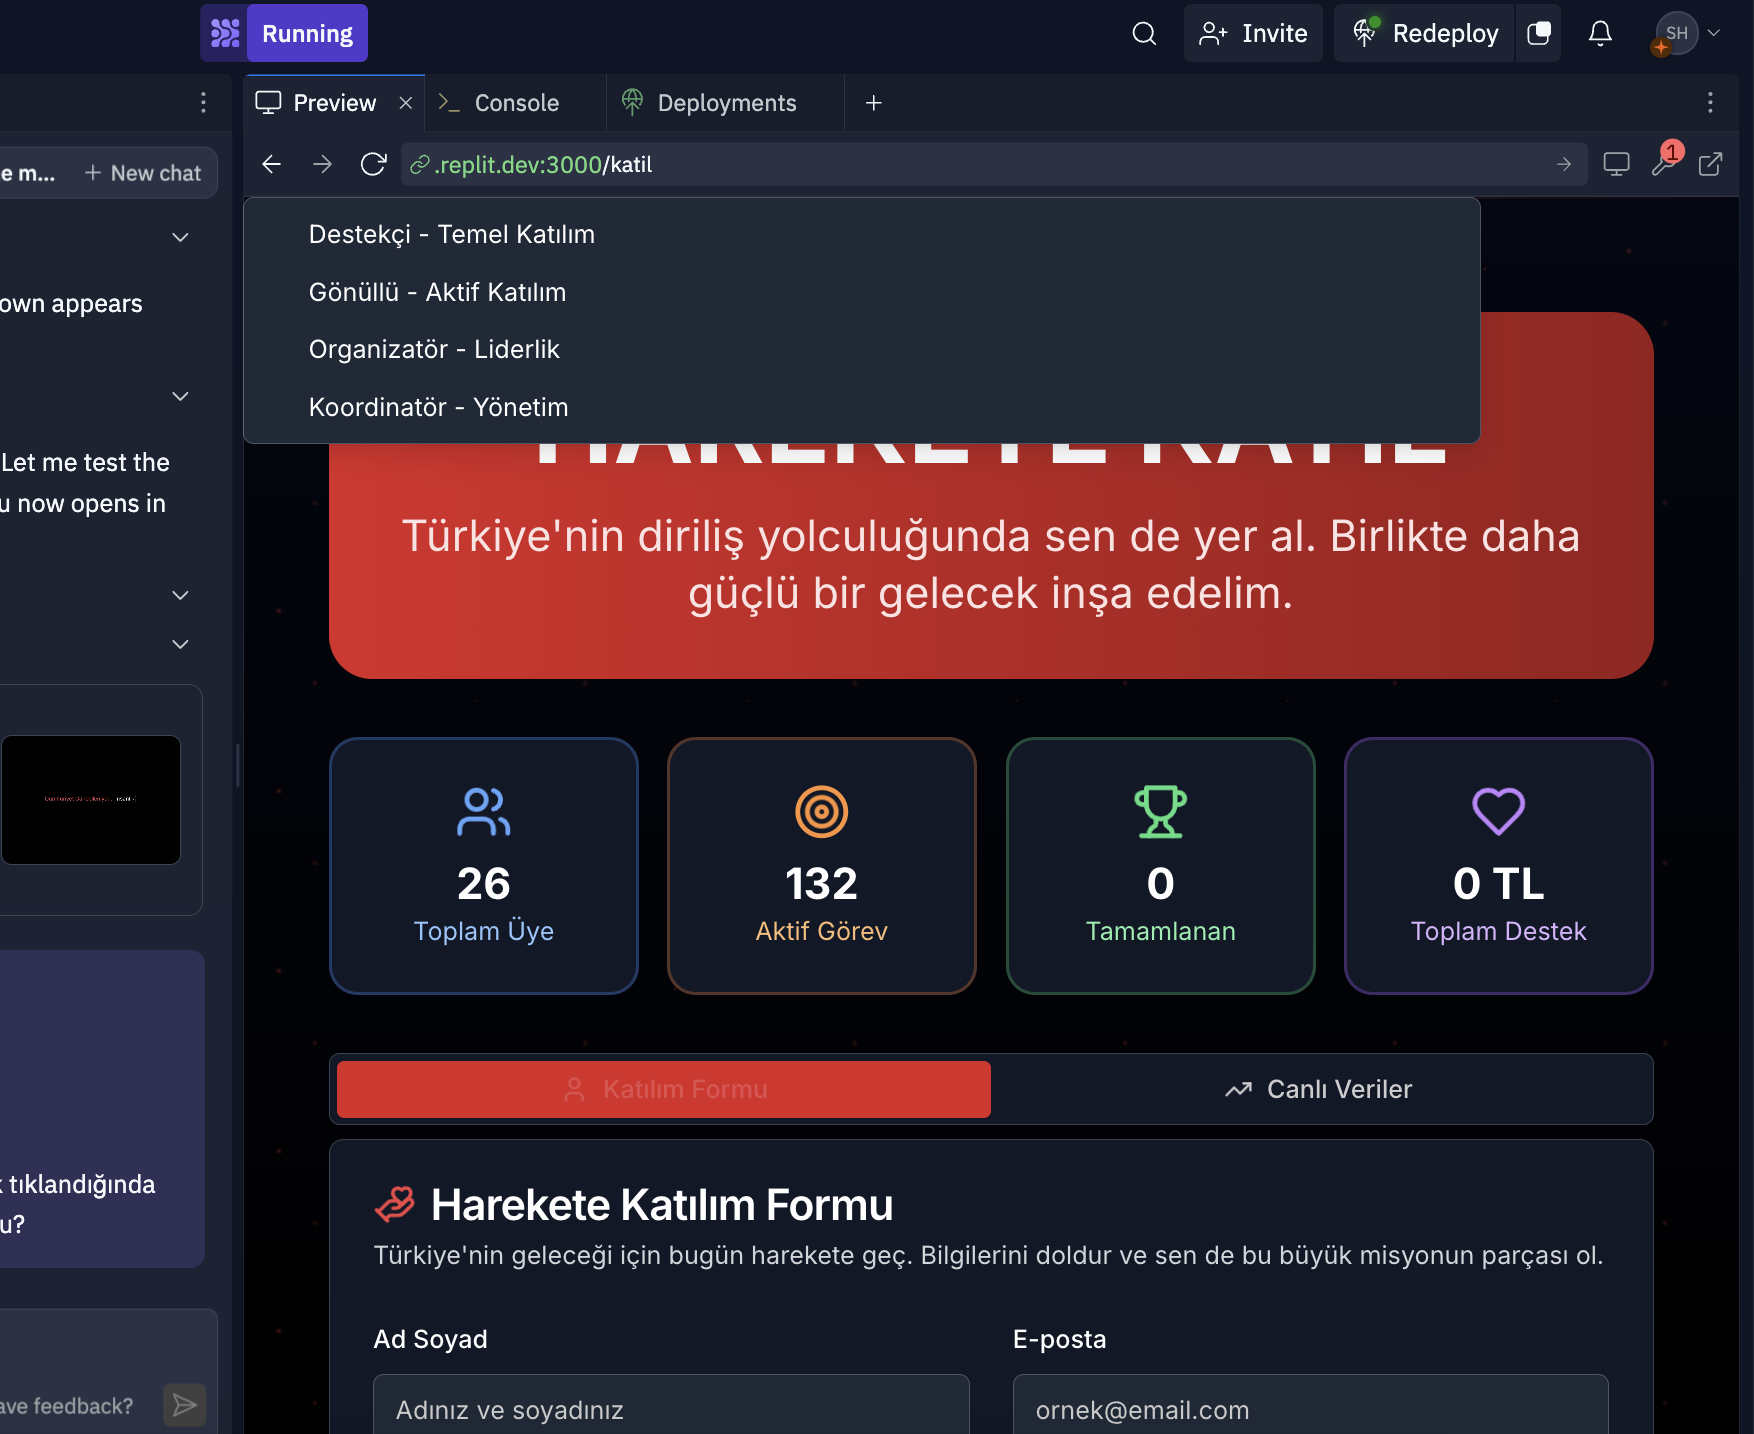 Running
Invite
Redeploy
SH
Preview
Console
Deployments
e m...
New chat
.replit.dev:3000/katil
1
Destekçi - Temel Katılım
Gönüllü - Aktif Katılım
Organizatör - Liderlik
Koordinatör - Yönetim
own appears
Let me test the
u now opens in
HAREKETE KATIL
Türkiye'nin diriliş yolculuğunda sen de yer al. Birlikte daha
güçlü bir gelecek inşa edelim.
26
Toplam Üye
132
Aktif Görev
0
Tamamlanan
0 TL
Toplam Destek
Katılım Formu
Canlı Veriler
k tıklandığında
u?
Harekete Katılım Formu
Türkiye'nin geleceği için bugün harekete geç. Bilgilerini doldur ve sen de bu büyük misyonun parçası ol.
Ad Soyad
E-posta
Adınız ve soyadınız
ornek@email.com
ave feedback?